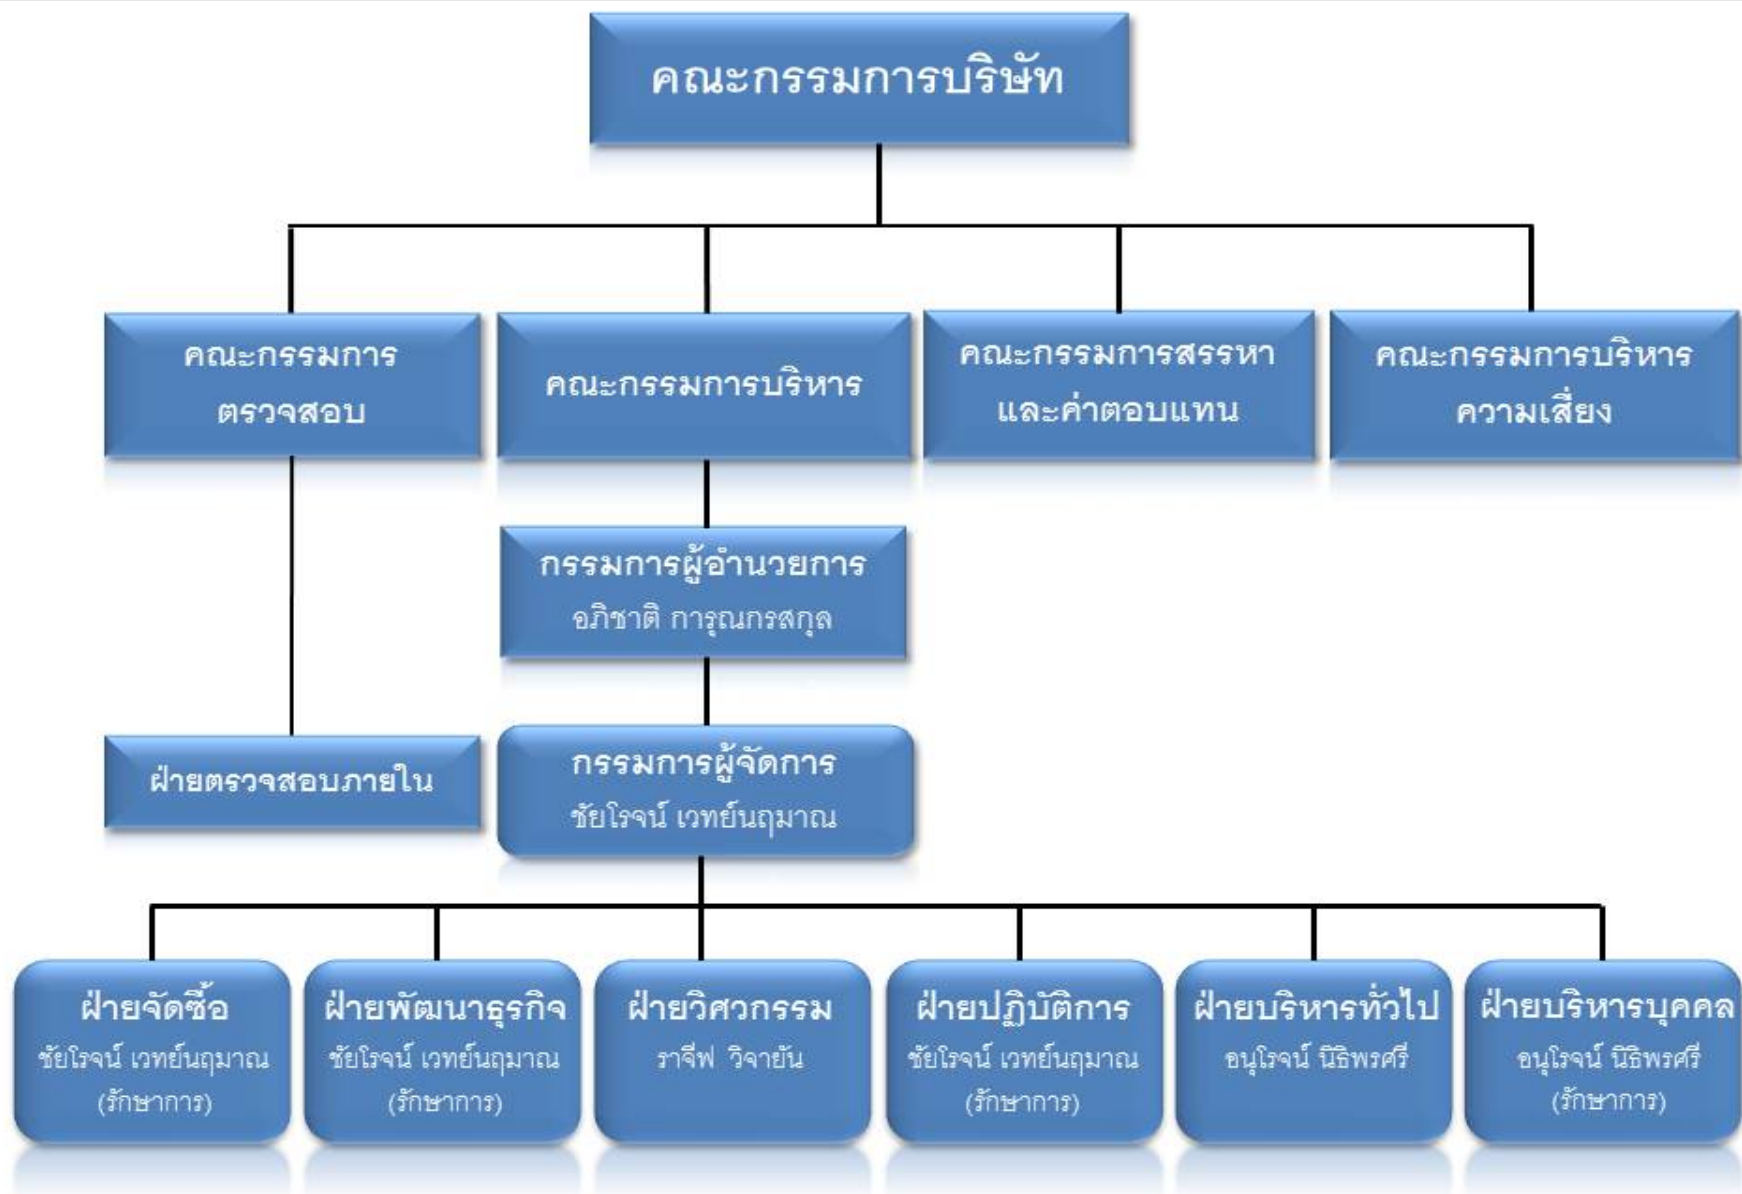 คณะกรรมการบริษัท
คณะกรรมการ
ตรวจสอบ
คณะกรรมการบริหาร
คณะกรรมการสรรหา
และค่าตอบแทน
คณะกรรมการบริหาร
ความเสี่ยง
กรรมการผู้อำนวยการ
อภิชาติ การุณกรสกุล
ฝ่ายตรวจสอบภายใน
กรรมการผู้จัดการ
ชัยโรจน์ เวทย์นฤมาณ
ฝ่ายจัดซื้อ
ชัยโรจน์ เวทย์นฤมาณ
(รักษาการ)
ฝ่ายพัฒนาธุรกิจ
ชัยโรจน์ เวทย์นฤมาณ
(รักษาการ)
ฝ่ายวิศวกรรม
ราจีฟ วิจายัน
ฝ่ายปฏิบัติการ
ชัยโรจน์ เวทย์นฤมาณ
(รักษาการ)
ฝ่ายบริหารทั่วไป
อนุโรจน์ นิธิพรศรี
ฝ่ายบริหารบุคคล
อนุโรจน์ นิธิพรศรี
(รักษาการ)